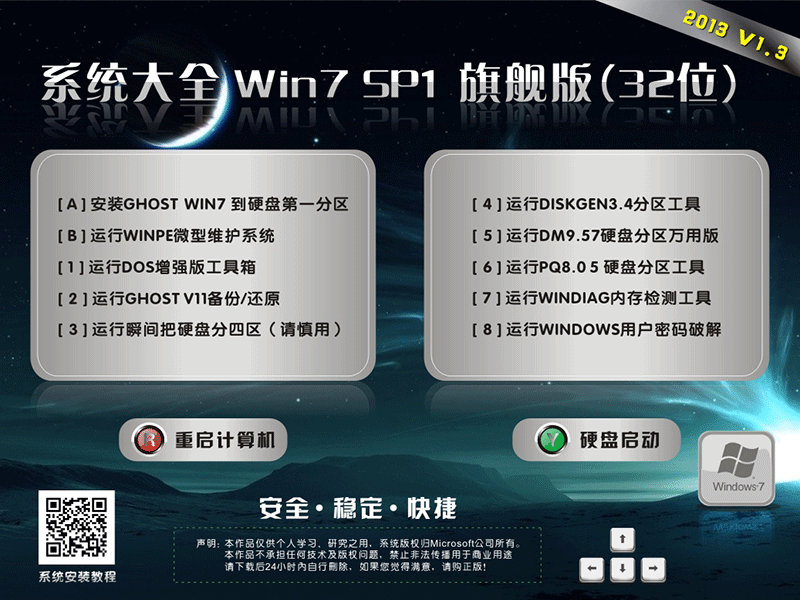 2013 V1.3
系统大全 Win7 SP1 旗舰版(32位)
[A]安装GHOST WIN7 到硬盘第一分区
[B]运行WINPE微型维护系统
[1]运行DOS增强版工具箱
[2]运行GHOST V11备份/还原
[3]运行瞬间把硬盘分四区(请慎用)
[4]运行DISKGEN3.4分区工具
[5]运行DM9.57硬盘分区万用版
[6]运行PQ8.05 硬盘分区工具
[7]运行WINDIAG内存检测工具
[8]运行WINDOWS用户密码破解
R 重启计算机
Y 硬盘启动
Windows7
安全·稳定·快捷
声明:本作品仅供个人学习、研究之用,系统版权归Microsoft公司所有。
本作品不承担任何技术及版权问题,禁止非法传播用于商业用途
请下载后24小时内自行删除,如果您觉得满意,请购正版!
系统安装教程